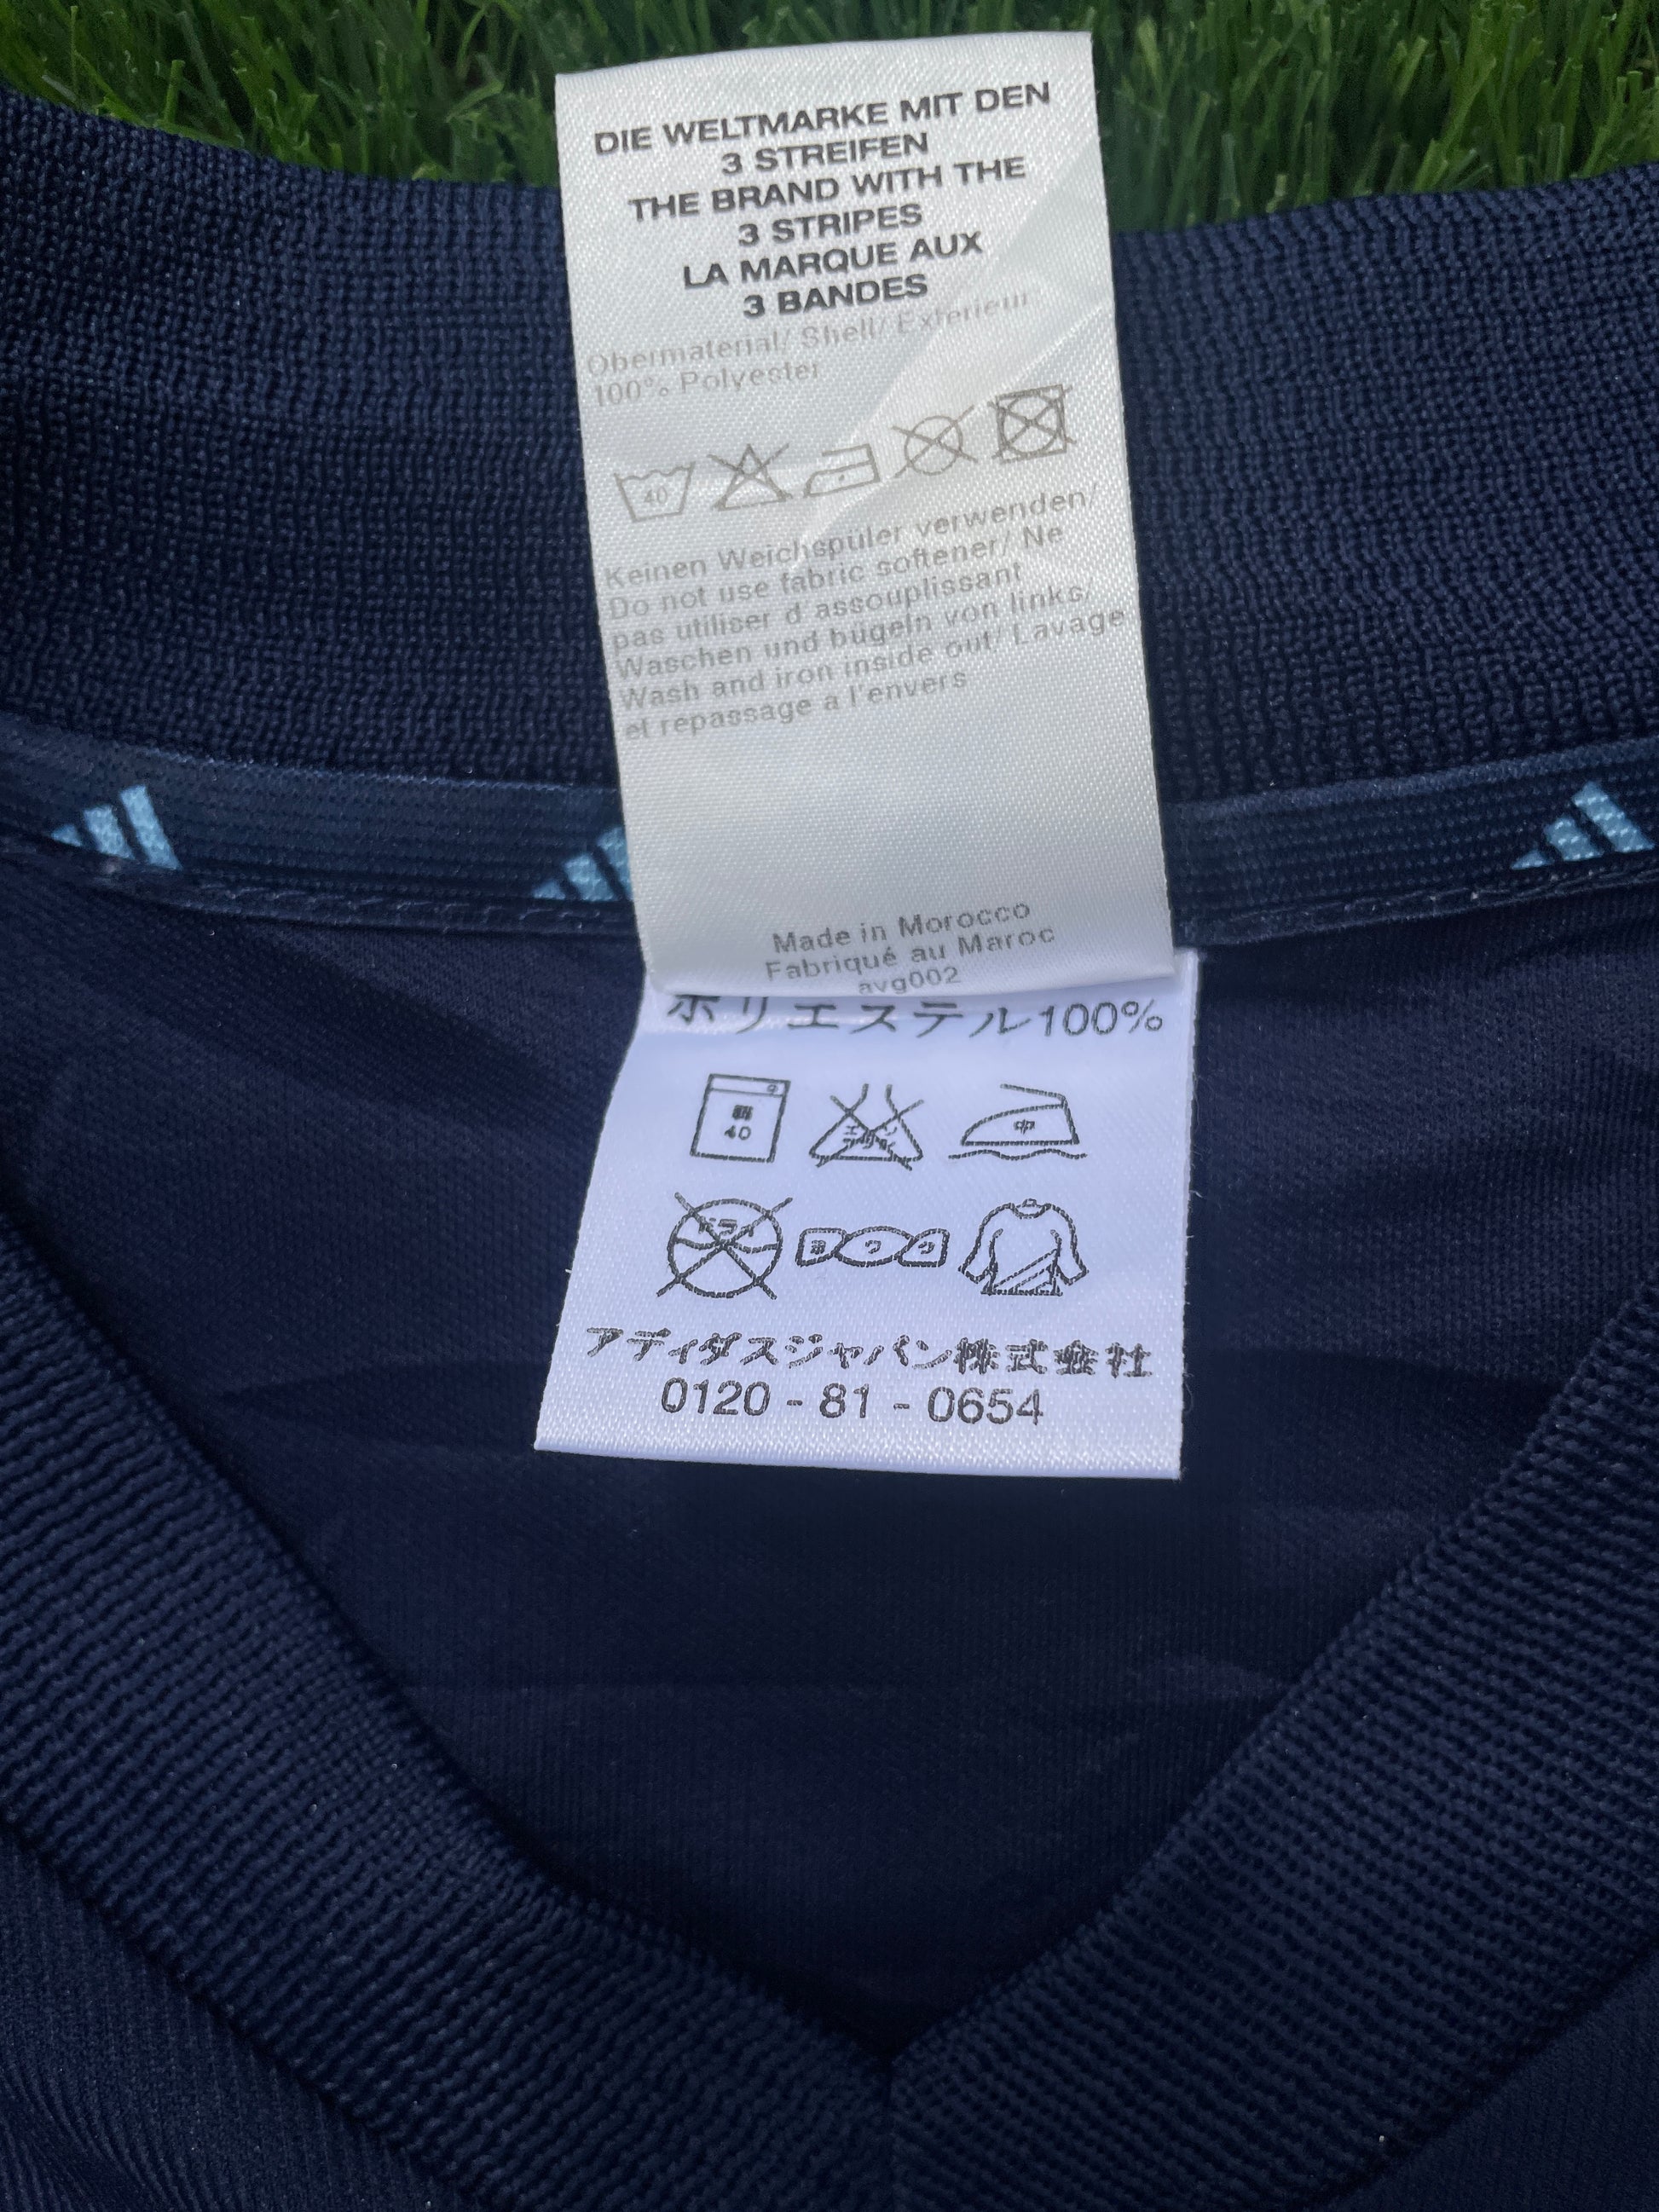 DIE WELTMARKE MIT DEN
3 STREIFEN
THE BRAND WITH THE
3 STRIPES
LA MARQUE AUX
3 BANDES
Obermaterial/ Shell/ Exterieur
100% Polyester
40
Keinen Weichspüler verwenden/
Do not use fabric softener/ Ne
pas utiliser d assouplissant
Waschen und bügeln von links/
Wash and iron inside out/ Lavage
et repassage a l'envers
Made in Morocco
Fabriqué au Maroc
avg002
ポリエステル100%
40
中
ドライ
アディダスジャパン株式会社
0120 - 81 - 0654